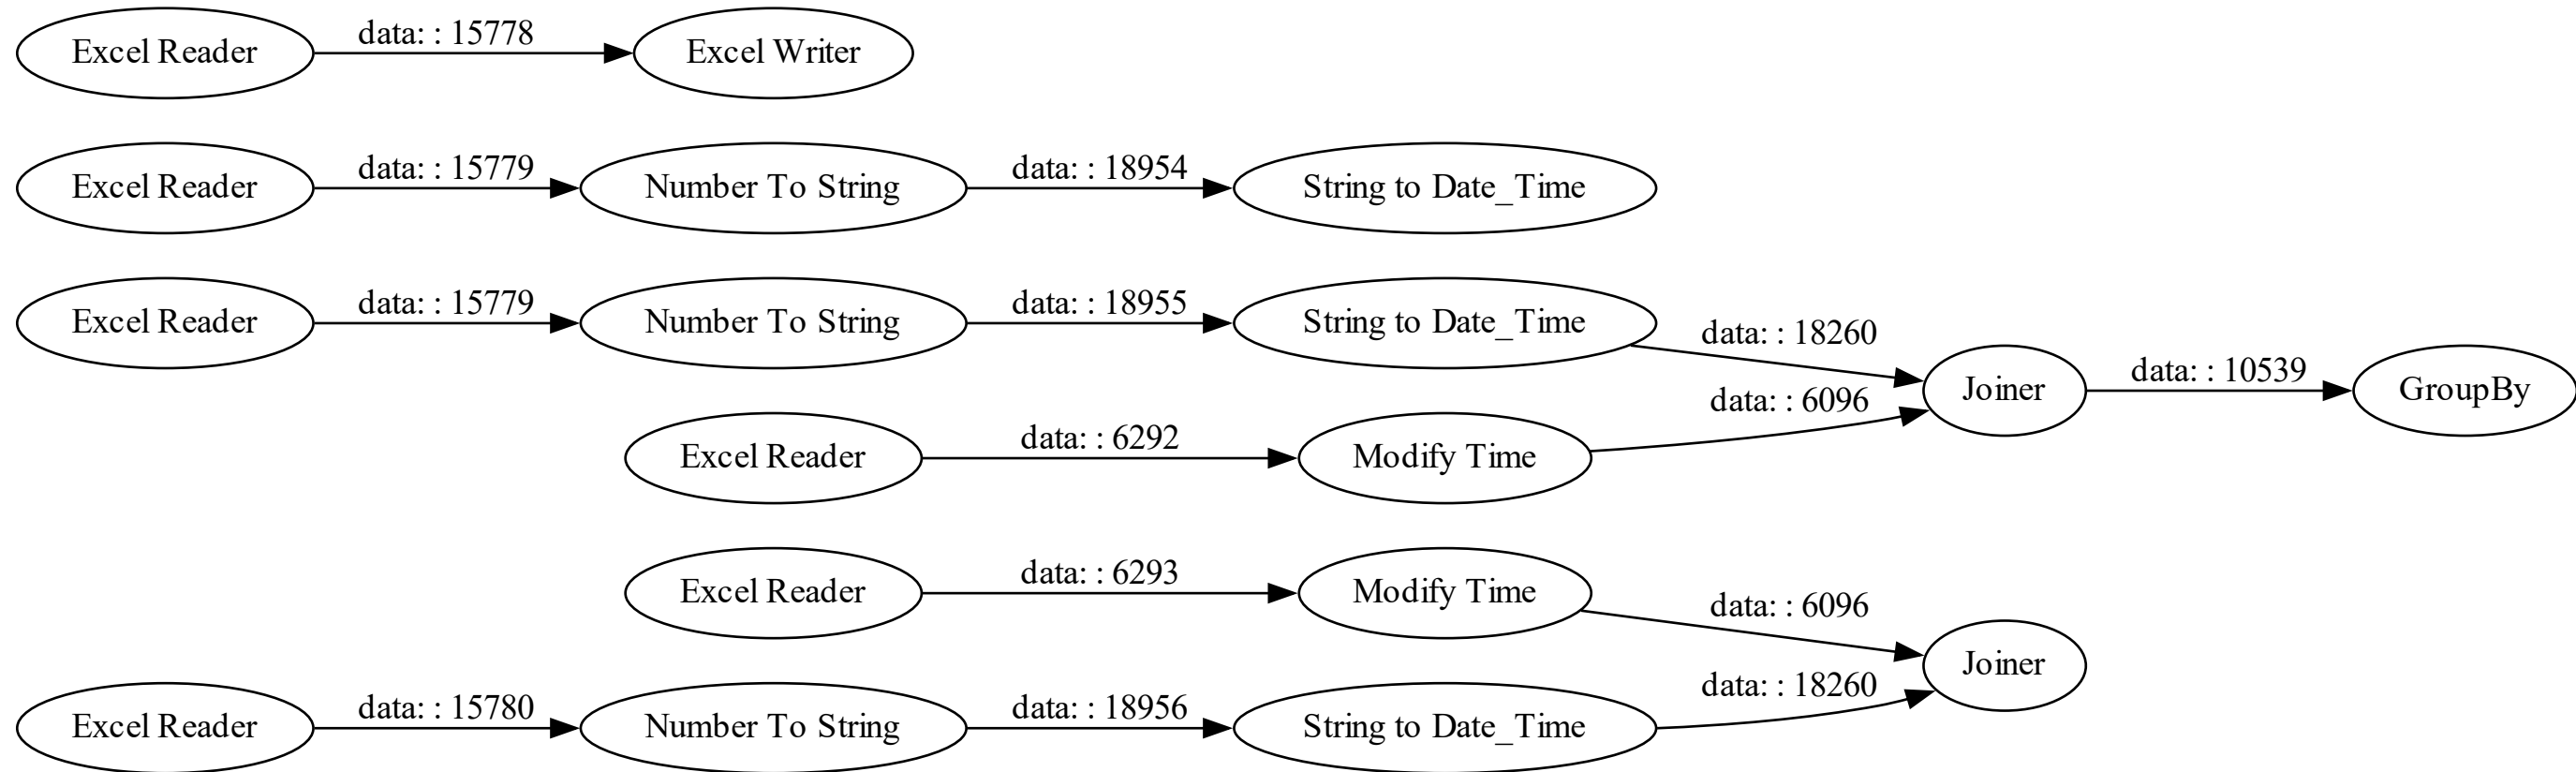 Excel Reader data: : 15778 Excel Writer
Excel Reader data: : 15779 Number To String data: : 18954 String to Date_Time
Excel Reader data: : 15779 Number To String data: : 18955 String to Date_Time data: : 18260
Joiner data: : 10539 GroupBy
Excel Reader data: : 6292 Modify Time data: : 6096
Excel Reader data: : 6293 Modify Time data: : 6096
Joiner
Excel Reader data: : 15780 Number To String data: : 18956 String to Date_Time data: : 18260